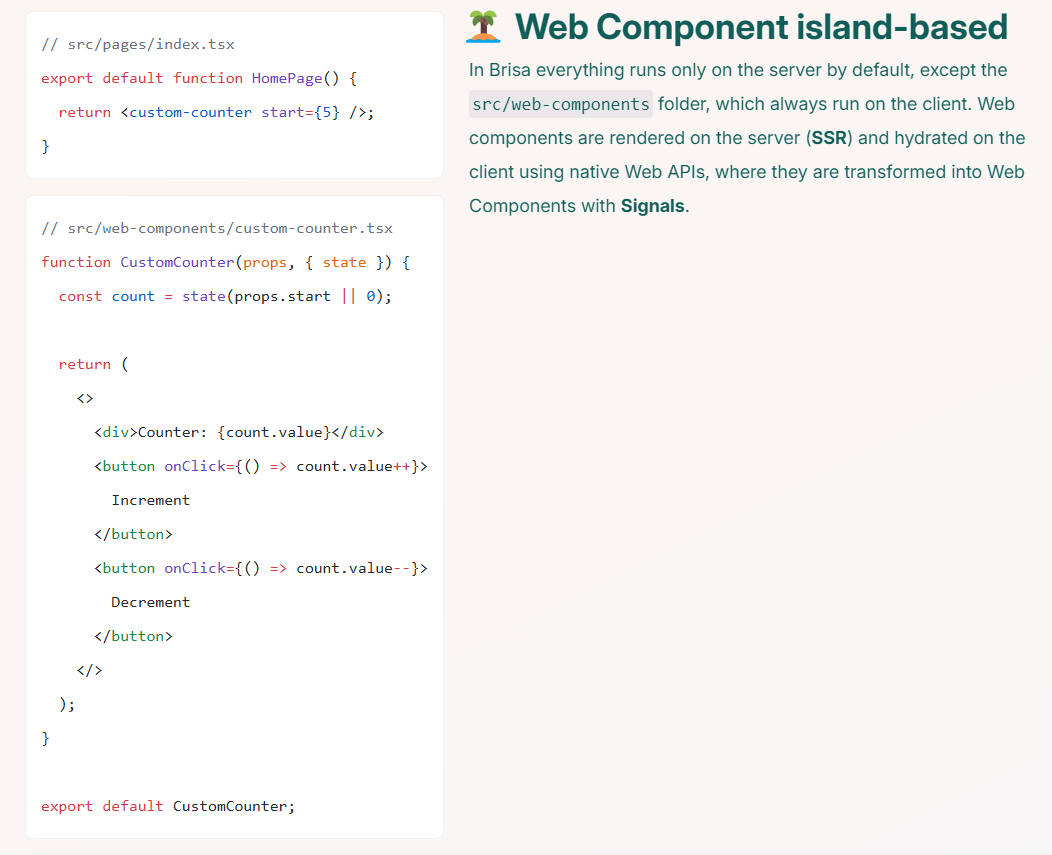 // src/pages/index.tsx
export default function HomePage() {
  return <custom-counter start={5} />;
}
// src/web-components/custom-counter.tsx
function CustomCounter(props, { state }) {
  const count = state(props.start || 0);

  return (
    <>
      <div>Counter: {count.value}</div>
      <button onClick={() => count.value++}>
        Increment
      </button>
      <button onClick={() => count.value--}>
        Decrement
      </button>
    </>
  );
}

export default CustomCounter;
🏝️ Web Component island-based
In Brisa everything runs only on the server by default, except the
src/web-components folder, which always run on the client. Web
components are rendered on the server (SSR) and hydrated on the
client using native Web APIs, where they are transformed into Web
Components with Signals.